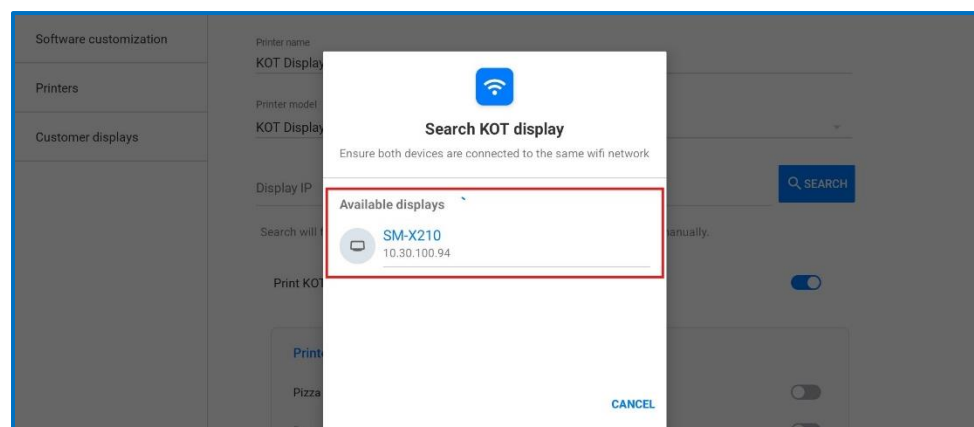 Software customization
Printers
Customer displays
Printer name
KOT Display
Printer model
KOT Display
Display IP
SEARCH
Search will
manually.
Print KOT
Pizza
Search KOT display
Ensure both devices are connected to the same wifi network
Available displays
SM-X210
10.30.100.94
CANCEL